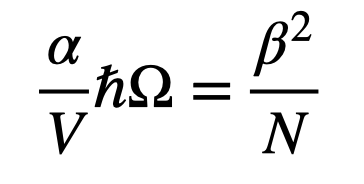 α/V ħΩ = β²/N